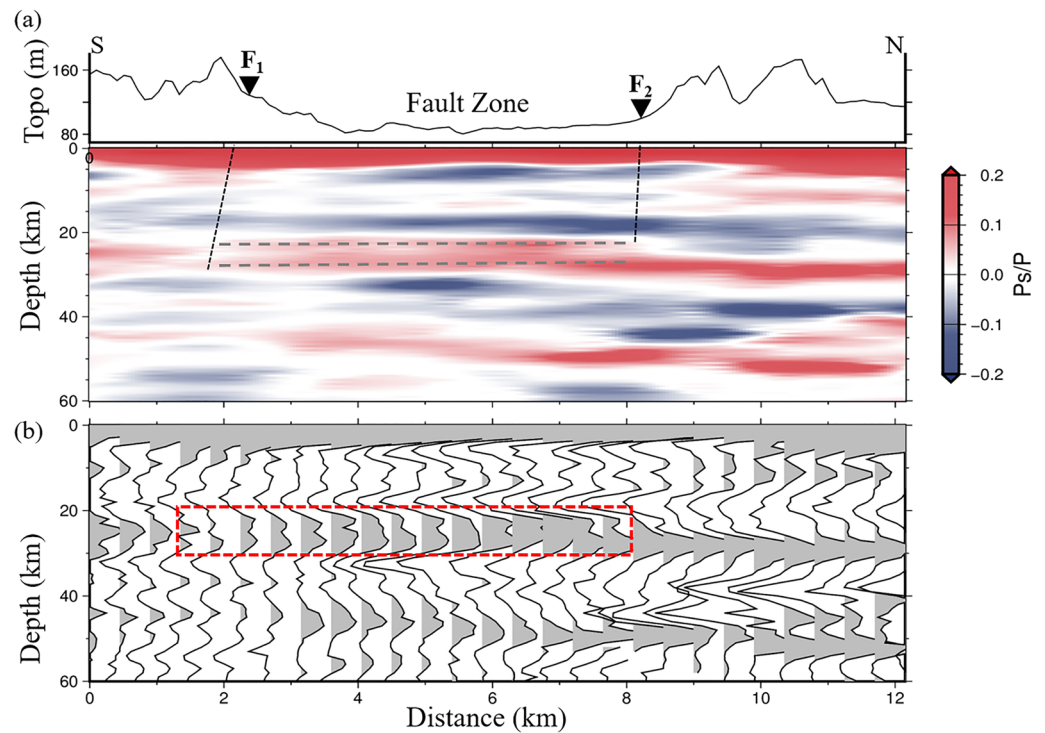 (a)
S
N
Topo (m)
160
80
F1
F2
Fault Zone
0
0
20
40
60
Depth (km)
0.2
0.1
0.0
−0.1
−0.2
Ps/P
(b)
0
20
40
60
Depth (km)
0 2 4 6 8 10 12
Distance (km)